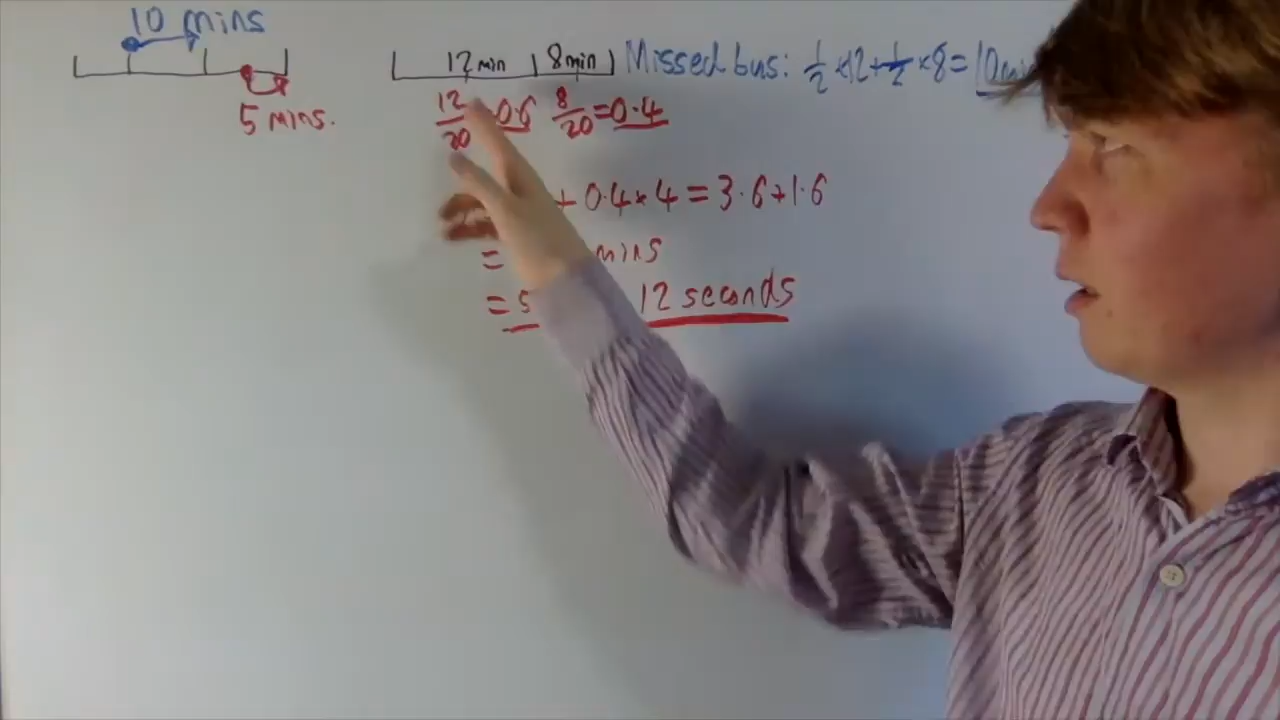 10 mins
5 mins.
12 min 8 min
12/20 0.6 8/20 = 0.4
Missed bus: 1/2 × 12 + 1/2 × 8 = 10
+ 0.4 × 4 = 3.6 + 1.6
= mins
= 5 12 seconds